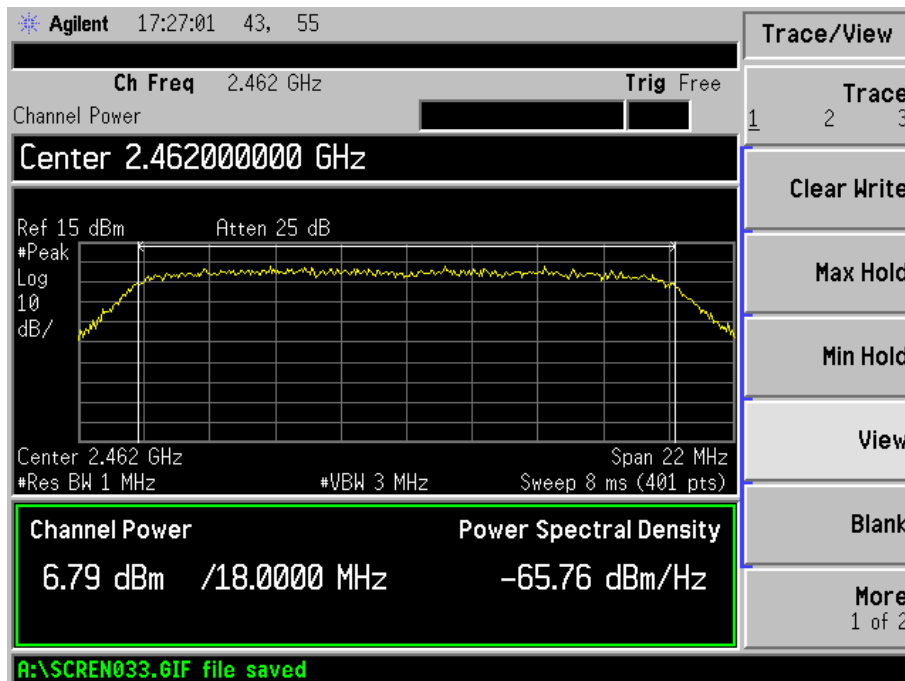 Agilent 17:27:01 43, 55
Trace/View
Ch Freq 2.462 GHz Trig Free
Channel Power
Trace
1 2 3
Center 2.462000000 GHz
Clear Write
Ref 15 dBm Atten 25 dB
#Peak
Log
10
dB/
Max Hold
Min Hold
View
Center 2.462 GHz Span 22 MHz
#Res BW 1 MHz #VBW 3 MHz Sweep 8 ms (401 pts)
Channel Power Power Spectral Density
6.79 dBm /18.0000 MHz -65.76 dBm/Hz
Blank
More
1 of 2
A:\SCREN033.GIF file saved